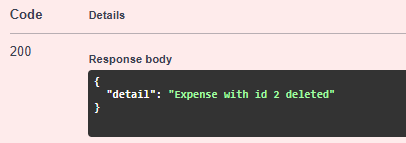 Code Details
200
Response body
{
"detail": "Expense with id 2 deleted"
}